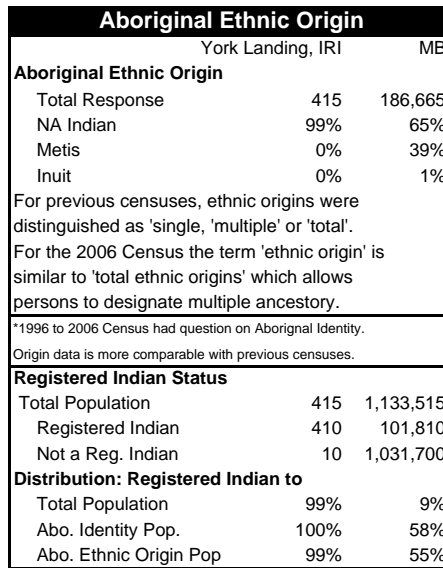 Aboriginal Ethnic Origin
York Landing, IRI MB
Aboriginal Ethnic Origin
Total Response 415 186,665
NA Indian 99% 65%
Metis 0% 39%
Inuit 0% 1%
For previous censuses, ethnic origins were
distinguished as 'single, 'multiple' or 'total'.
For the 2006 Census the term 'ethnic origin' is
similar to 'total ethnic origins' which allows
persons to designate multiple ancestory.
*1996 to 2006 Census had question on Aborignal Identity.
Origin data is more comparable with previous censuses.
Registered Indian Status
Total Population 415 1,133,515
Registered Indian 410 101,810
Not a Reg. Indian 10 1,031,700
Distribution: Registered Indian to
Total Population 99% 9%
Abo. Identity Pop. 100% 58%
Abo. Ethnic Origin Pop 99% 55%